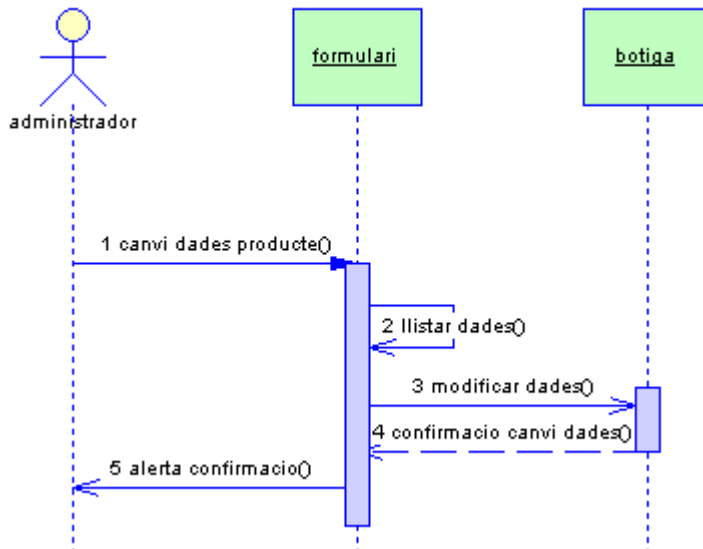 formulari
botiga
administrador
1 canvi dades producte()
2 llistar dades()
3 modificar dades()
4 confirmacio canvi dades()
5 alerta confirmacio()